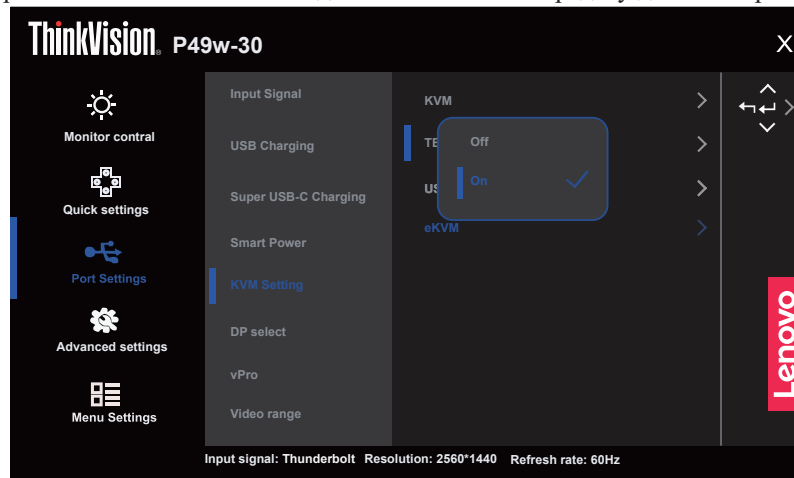 ThinkVision® P49w-30
X
Monitor contral
Quick settings
Port Settings
Advanced settings
Menu Settings
Input Signal
USB Charging
Super USB-C Charging
Smart Power
KVM Setting
DP select
vPro
Video range
KVM
Off
On
eKVM
Lenovo
Input signal: Thunderbolt Resolution: 2560*1440 Refresh rate: 60Hz